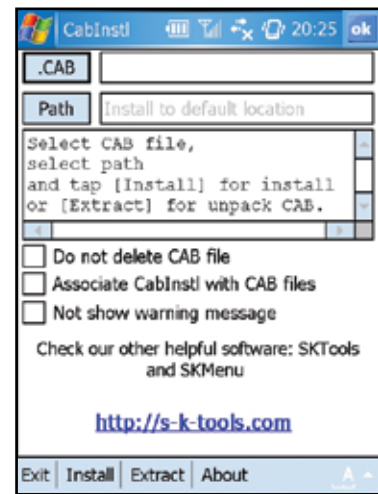 CabInstl 20:25 ok
.CAB
Path Install to default location
Select CAB file,
select path
and tap [Install] for install
or [Extract] for unpack CAB.
Do not delete CAB file
Associate CabInstl with CAB files
Not show warning message
Check our other helpful software: SKTools
and SKMenu
http://s-k-tools.com
Exit Install Extract About A